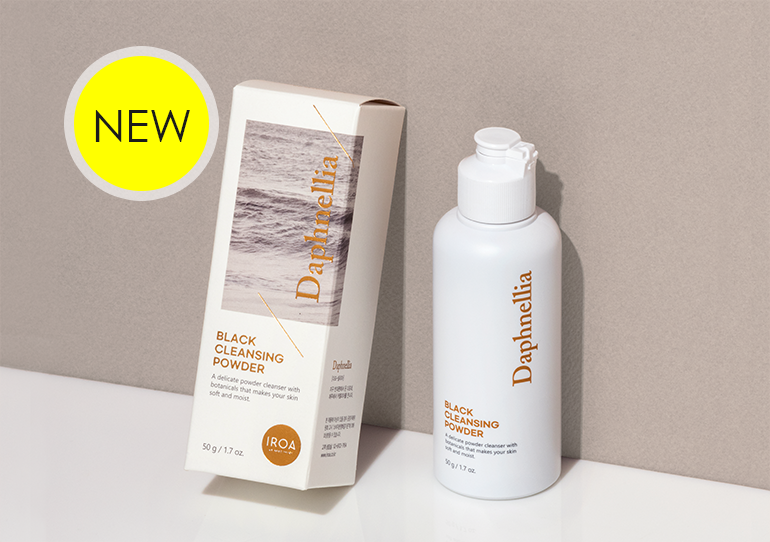 NEW
Daphnellia
BLACK
CLEANSING
POWDER
A delicate powder cleanser with
botanicals that makes your skin
soft and moist.
50 g / 1.7 oz.
IROA
Daphnellia
Daphnellia
BLACK
CLEANSING
POWDER
A delicate powder cleanser with
botanicals that makes your skin
soft and moist.
50 g / 1.7 oz.